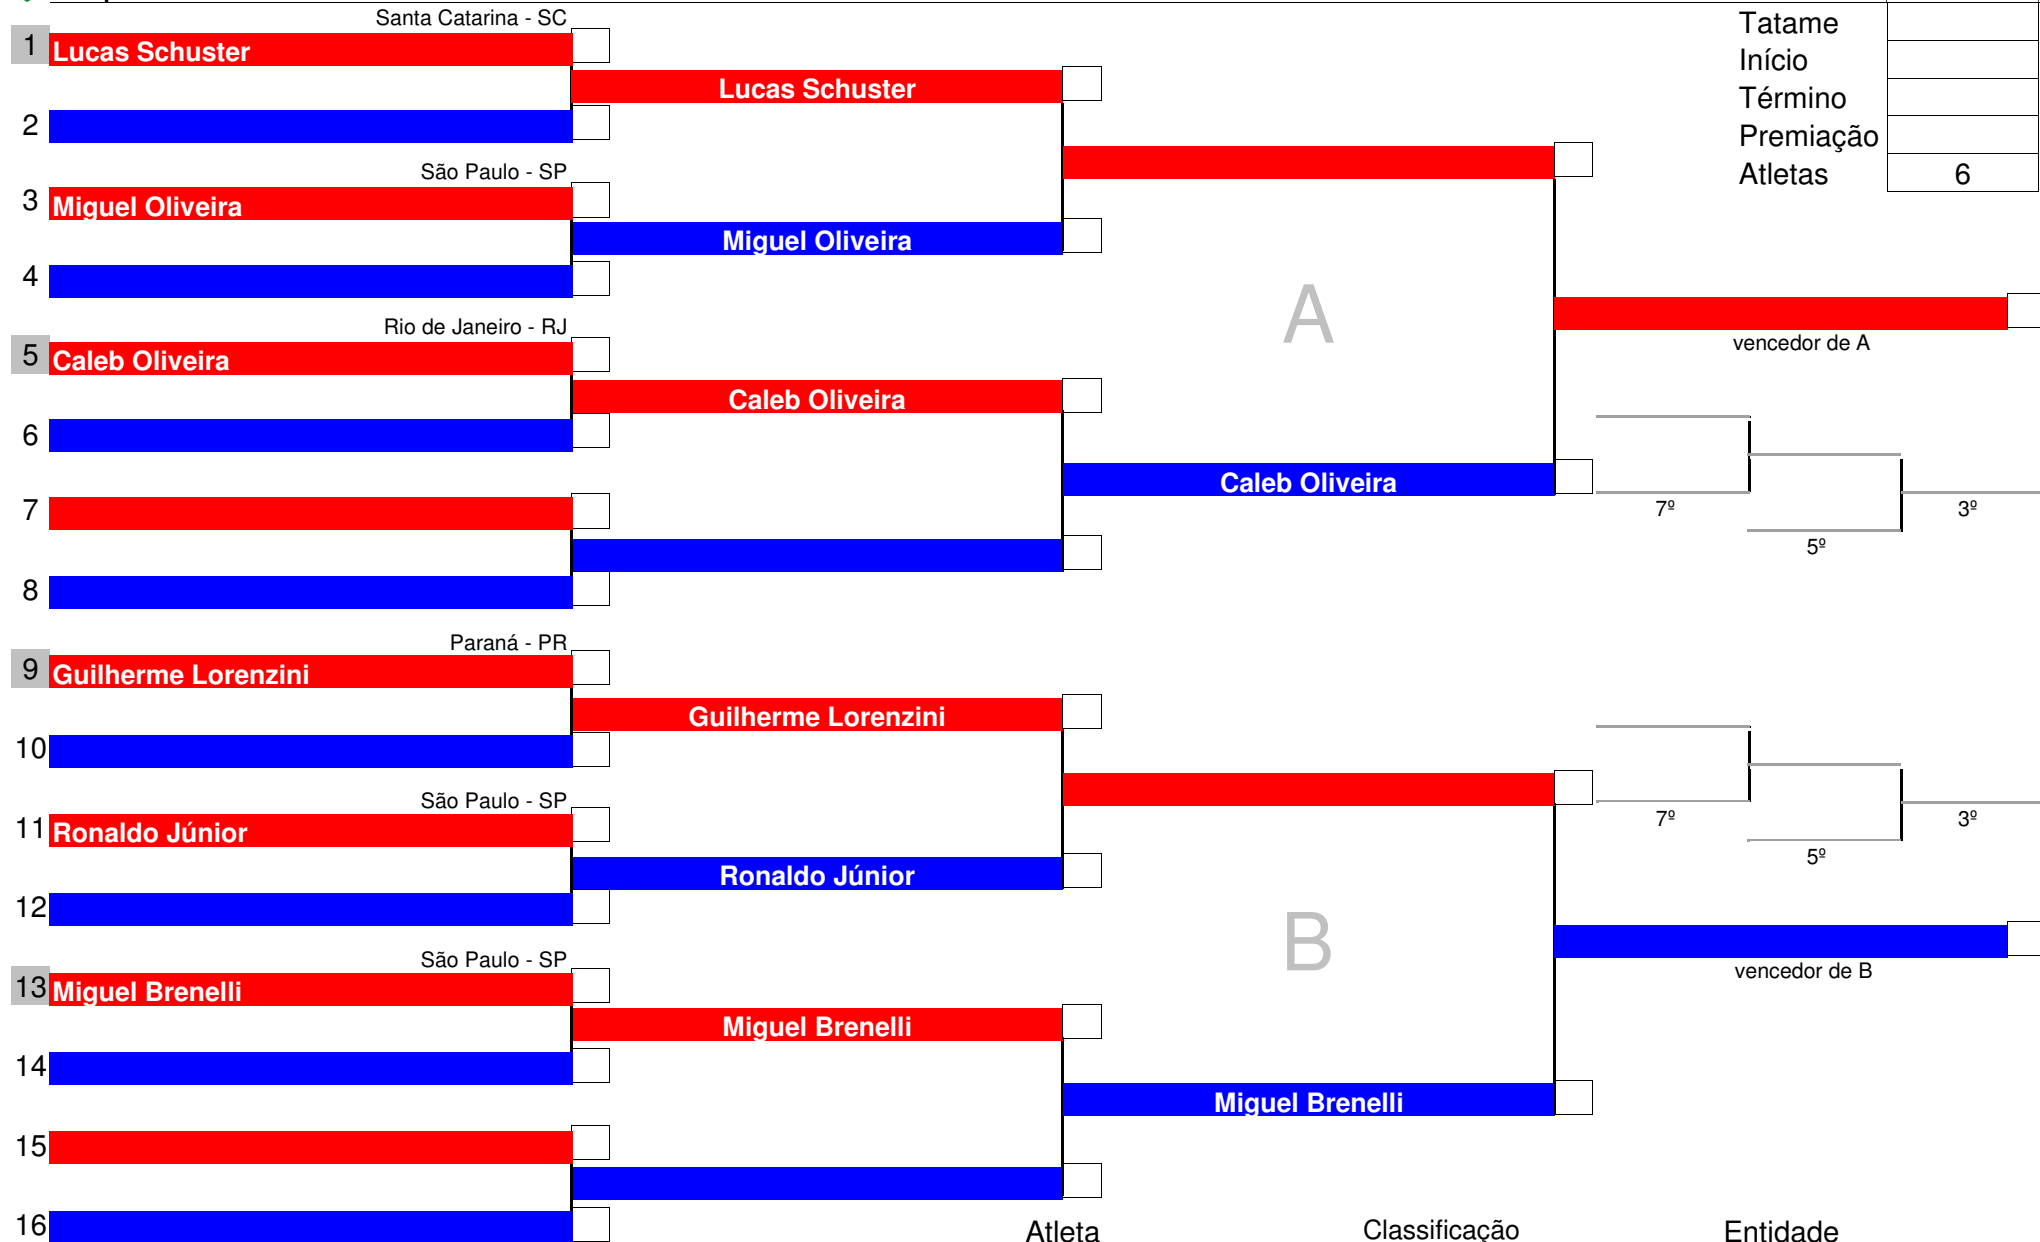 Santa Catarina - SC
1 Lucas Schuster
Lucas Schuster
2
São Paulo - SP
3 Miguel Oliveira
Miguel Oliveira
4
Rio de Janeiro - RJ
5 Caleb Oliveira
Caleb Oliveira
6
Caleb Oliveira
7
8
Paraná - PR
9 Guilherme Lorenzini
Guilherme Lorenzini
10
São Paulo - SP
11 Ronaldo Júnior
Ronaldo Júnior
12
São Paulo - SP
13 Miguel Brenelli
Miguel Brenelli
14
Miguel Brenelli
15
16
Tatame
Início
Término
Premiação
Atletas 6
A
vencedor de A
7º 3º
5º
7º 3º
5º
B
vencedor de B
Atleta Classificação Entidade